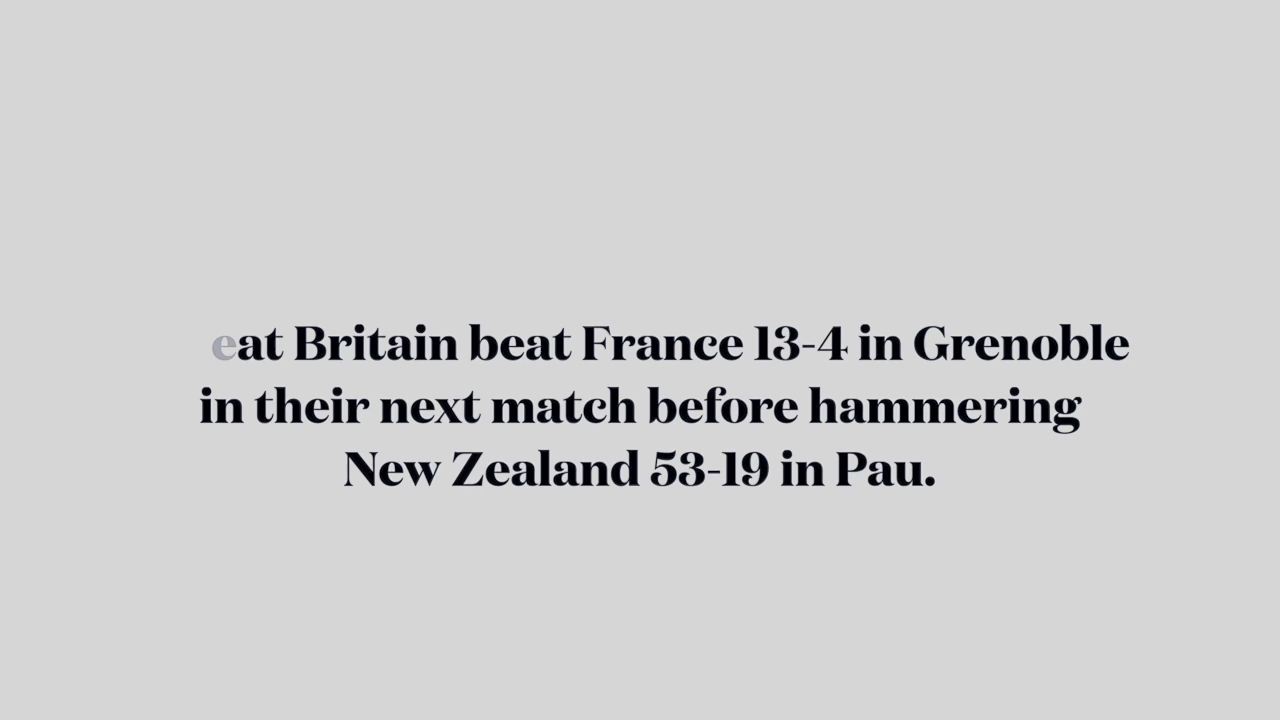 eat Britain beat France 13-4 in Grenoble
in their next match before hammering
New Zealand 53-19 in Pau.